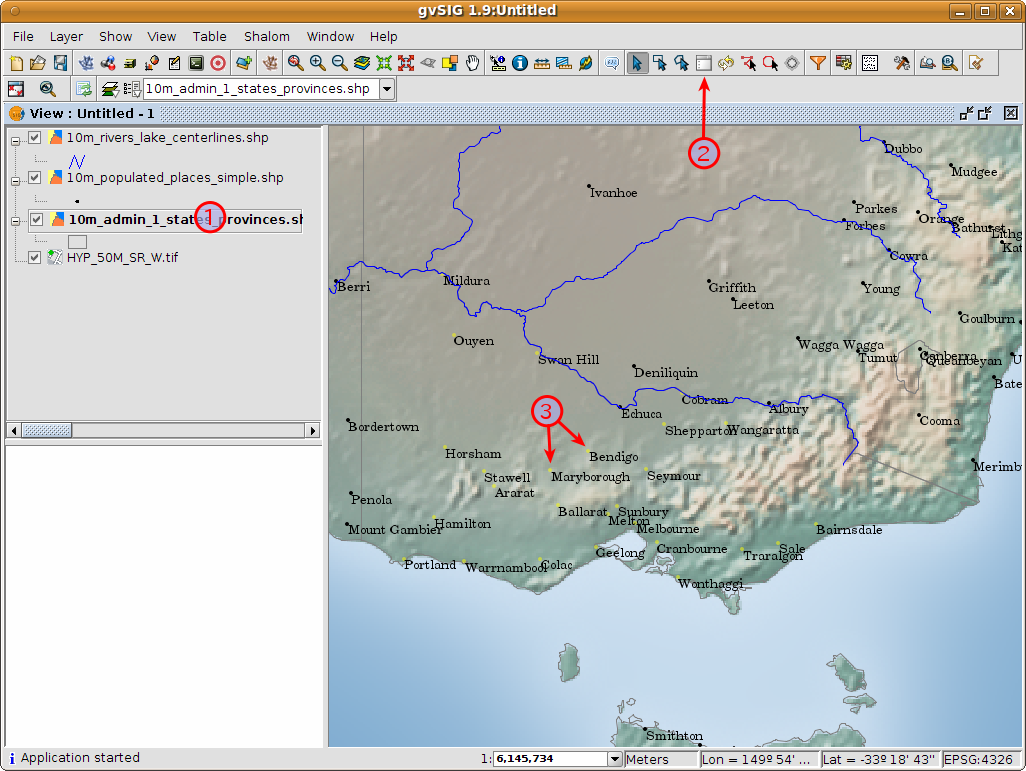 gvSIG 1.9:Untitled
File Layer Show View Table Shalom Window Help
10m_admin_1_states_provinces.shp
View : Untitled - 1
10m_rivers_lake_centerlines.shp
10m_populated_places_simple.shp
10m_admin_1_states_provinces.sh
HYP_50M_SR_W.tif
1
2
3
Dubbo
Mudgee
Ivanhoe
Parkes
Orange
Forbes
Bathurst
Lithg
Kat
Cowra
Mildura
Berri
Griffith
Young
Leeton
Goulburn
Ouyen
Wagga Wagga
Tumut
Canberra
Queanbeyan
U
Swan Hill
Deniliquin
Bate
Cobram
Albury
Echuca
Cooma
Bordertown
Shepparton
Wangaratta
Horsham
Bendigo
Merimb
Stawell
Maryborough
Seymour
Ararat
Penola
Ballarat
Sunbury
Melton
Hamilton
Mount Gambier
Melbourne
Bairnsdale
Geelong
Cranbourne
Sale
Traralgon
Portland
Warrnambool
Colac
Wonthaggi
Smithton
Application started
1: 6,145,734
Meters
Lon = 149º 54' ...
Lat = -33º 18' 43"
EPSG:4326